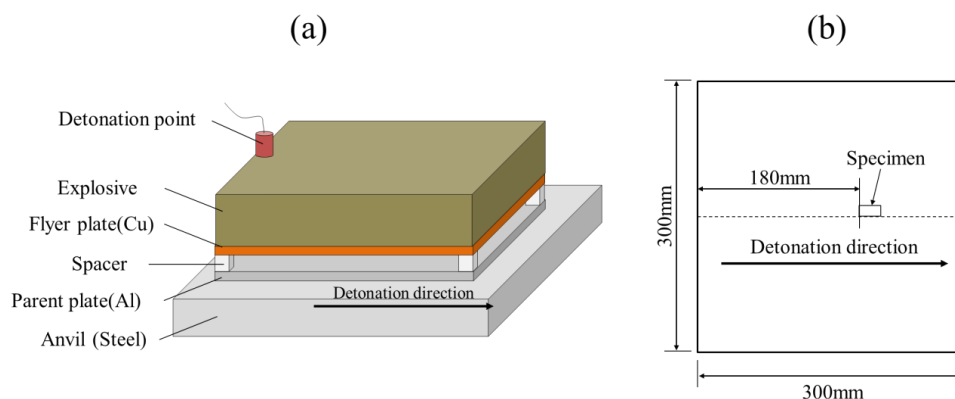 (a)
Detonation point
Explosive
Flyer plate(Cu)
Spacer
Parent plate(Al)
Anvil (Steel)
Detonation direction
(b)
Specimen
180mm
300mm
Detonation direction
300mm